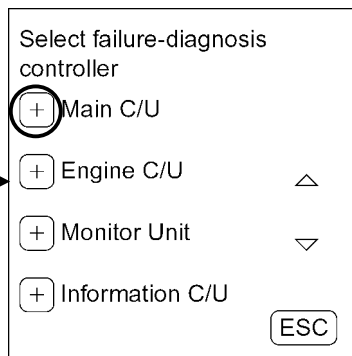 Select failure-diagnosis
controller
+ Main C/U
+ Engine C/U
+ Monitor Unit
+ Information C/U
ESC